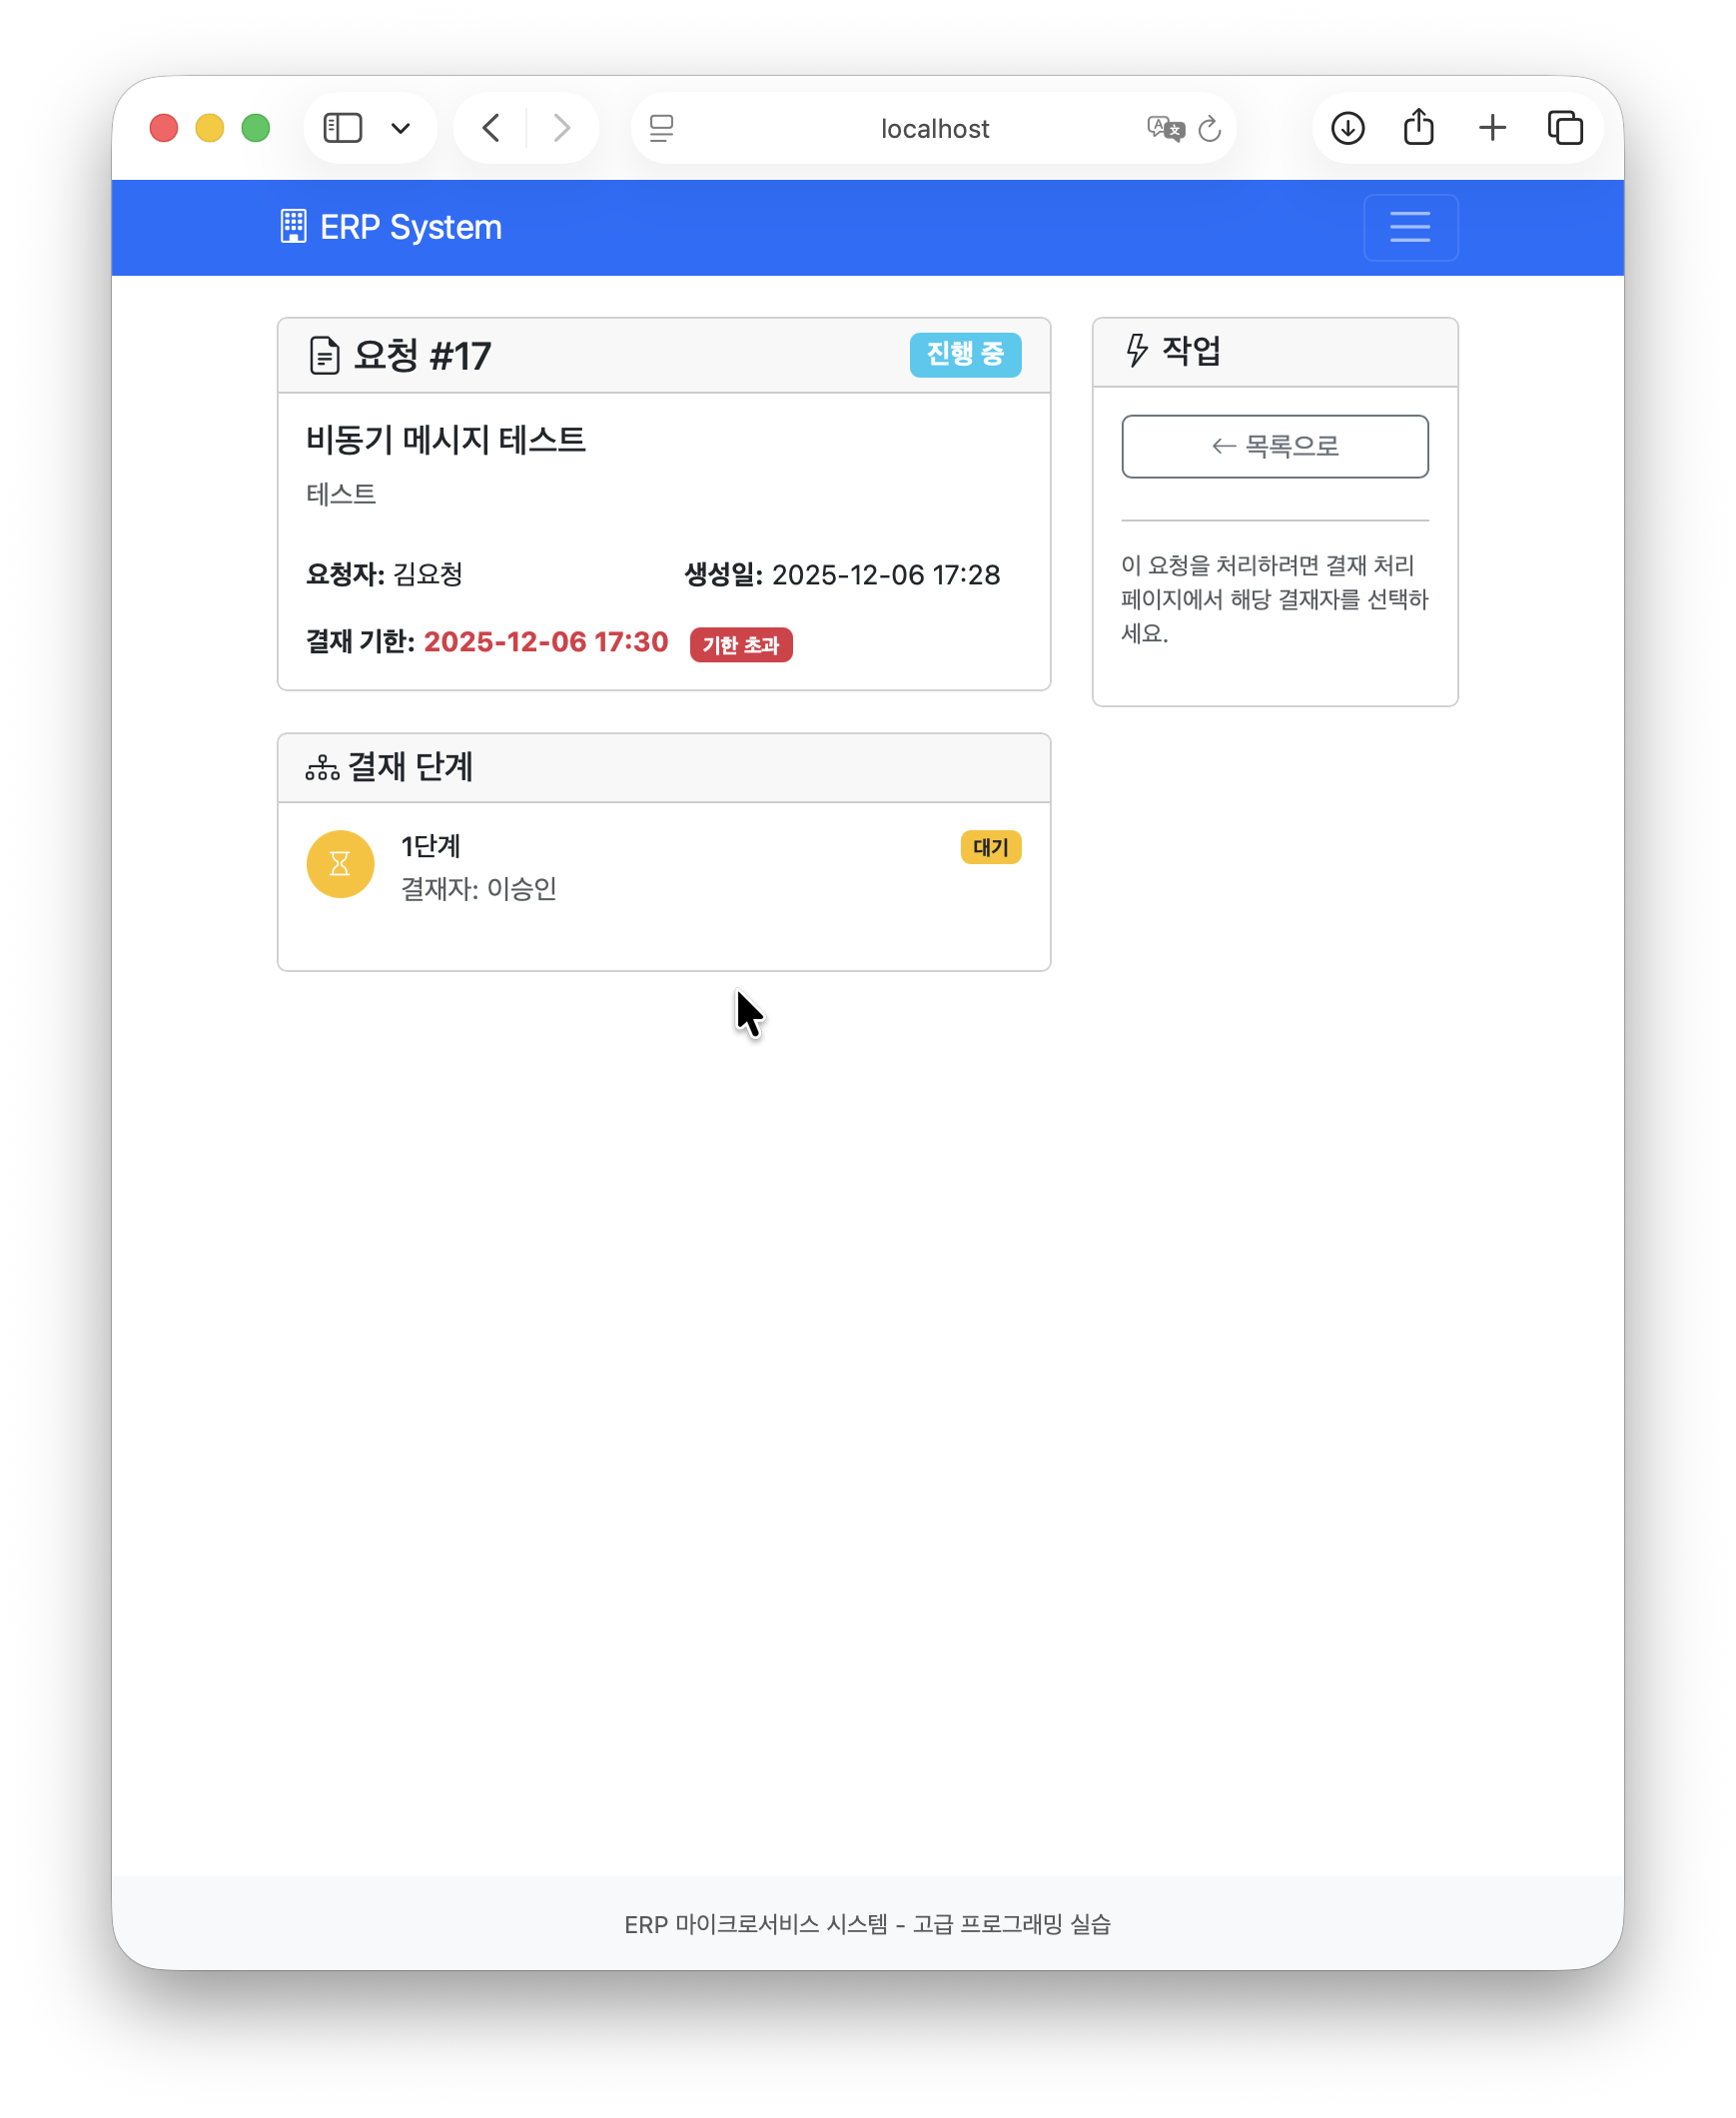 localhost
ERP System
요청 #17
진행 중
비동기 메시지 테스트
테스트
요청자: 김요청
생성일: 2025-12-06 17:28
결재 기한: 2025-12-06 17:30 기한 초과
작업
← 목록으로
이 요청을 처리하려면 결재 처리
페이지에서 해당 결재자를 선택하
세요.
결재 단계
1단계
대기
결재자: 이승인
ERP 마이크로서비스 시스템 - 고급 프로그래밍 실습